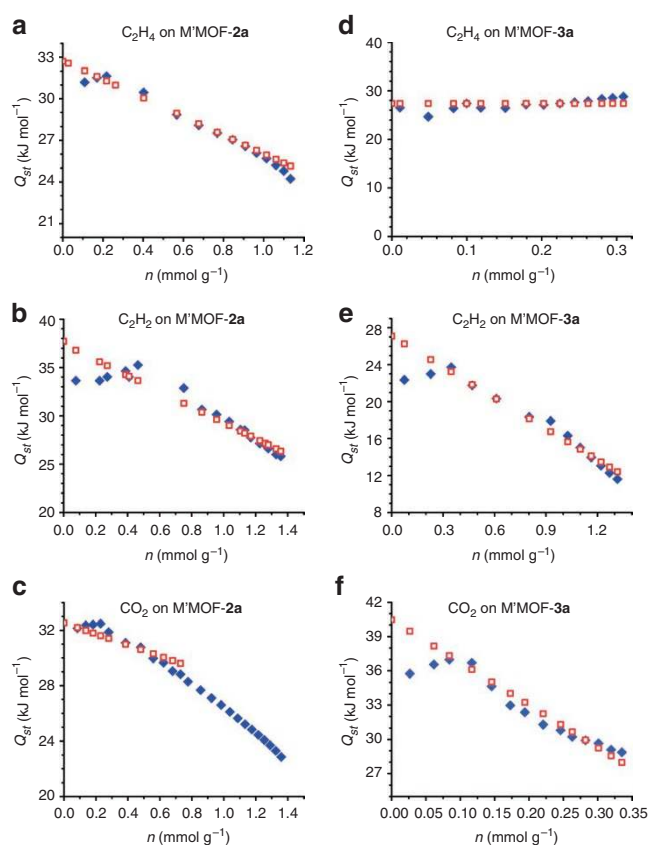 a
C₂H₄ on M'MOF-2a
33
30
27
24
21
Qst (kJ mol⁻¹)
0.0 0.2 0.4 0.6 0.8 1.0 1.2
n (mmol g⁻¹)
d
C₂H₄ on M'MOF-3a
40
30
20
10
0
Qst (kJ mol⁻¹)
0.0 0.1 0.2 0.3
n (mmol g⁻¹)
b
C₂H₂ on M'MOF-2a
40
35
30
25
20
Qst (kJ mol⁻¹)
0.0 0.2 0.4 0.6 0.8 1.0 1.2 1.4
n (mmol g⁻¹)
e
C₂H₂ on M'MOF-3a
28
24
20
16
12
8
Qst (kJ mol⁻¹)
0.0 0.3 0.6 0.9 1.2
n (mmol g⁻¹)
c
CO₂ on M'MOF-2a
32
28
24
20
Qst (kJ mol⁻¹)
0.0 0.2 0.4 0.6 0.8 1.0 1.2 1.4
n (mmol g⁻¹)
f
CO₂ on M'MOF-3a
42
39
36
33
30
27
Qst (kJ mol⁻¹)
0.00 0.05 0.10 0.15 0.20 0.25 0.30 0.35
n (mmol g⁻¹)